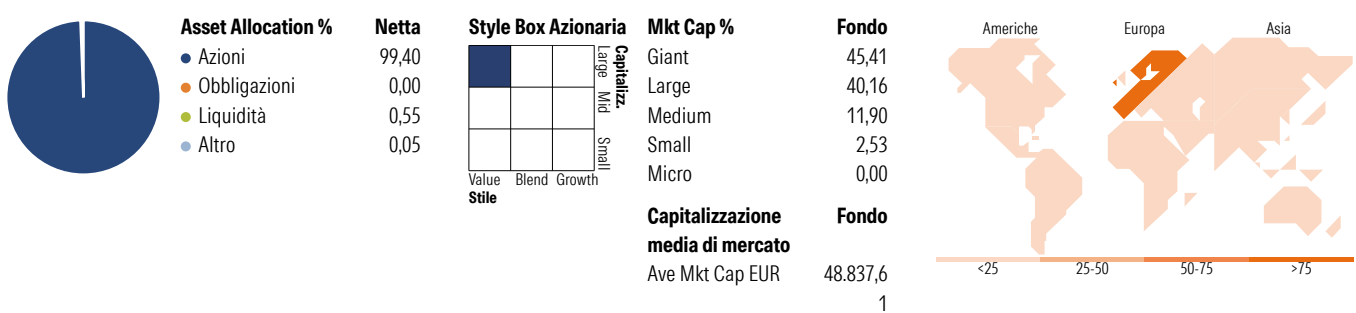 Asset Allocation % Netta
Azioni 99,40
Obbligazioni 0,00
Liquidità 0,55
Altro 0,05
Style Box Azionaria
Capitalizz.
Large Mid Small
Value Blend Growth
Stile
Mkt Cap % Fondo
Giant 45,41
Large 40,16
Medium 11,90
Small 2,53
Micro 0,00
Capitalizzazione Fondo
media di mercato
Ave Mkt Cap EUR 48.837,6
1
Americhe Europa Asia
<25 25-50 50-75 >75